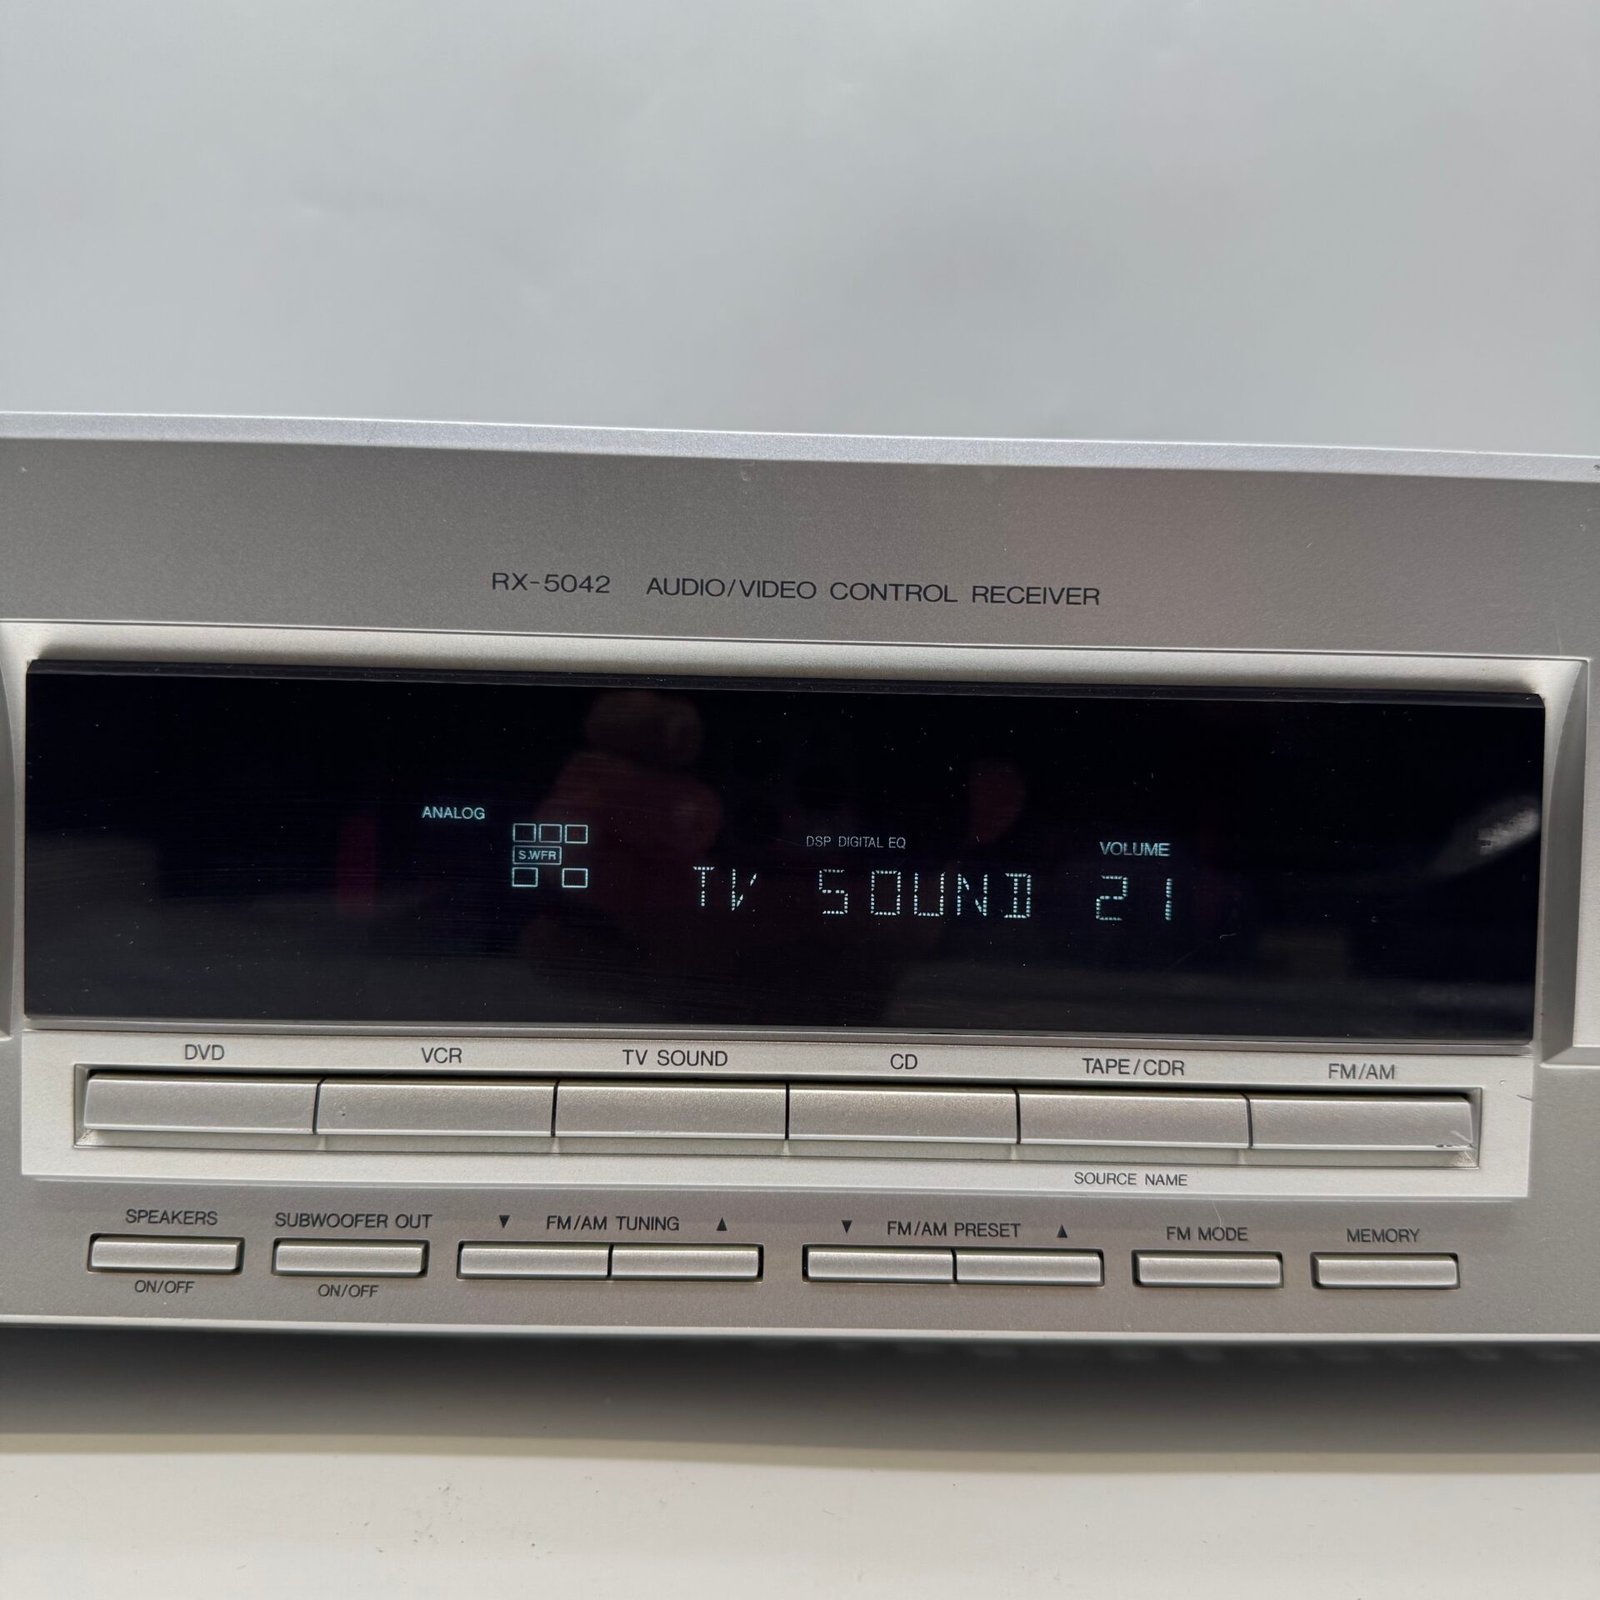 RX-5042 AUDIO/VIDEO CONTROL RECEIVER
ANALOG
S.WFR
DSP DIGITAL EQ
VOLUME
TV SOUND 21
DVD VCR TV SOUND CD TAPE/CDR FM/AM
SOURCE NAME
SPEAKERS SUBWOOFER OUT ▼ FM/AM TUNING ▲ ▼ FM/AM PRESET ▲ FM MODE MEMORY
ON/OFF ON/OFF